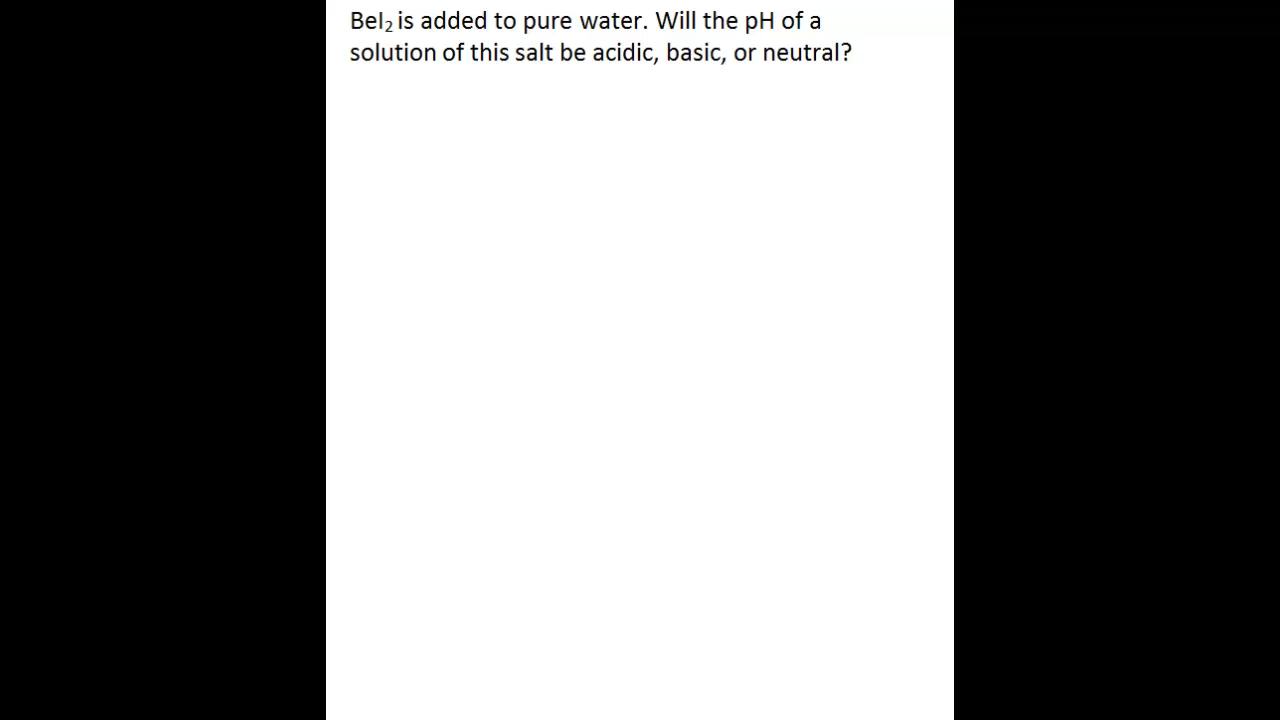 BeI₂ is added to pure water. Will the pH of a
solution of this salt be acidic, basic, or neutral?